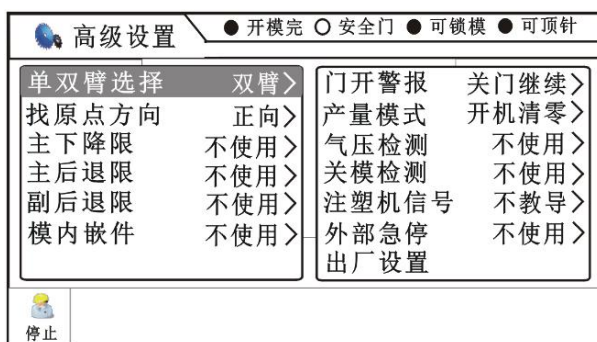 高级设置
● 开模完 ○ 安全门 ● 可锁模 ● 可顶针
单双臂选择 双臂>
找原点方向 正向>
主下降限 不使用>
主后退限 不使用>
副后退限 不使用>
模内嵌件 不使用>
门开警报 关门继续>
产量模式 开机清零>
气压检测 不使用>
关模检测 不使用>
注塑机信号 不教导>
外部急停 不使用>
出厂设置
停止